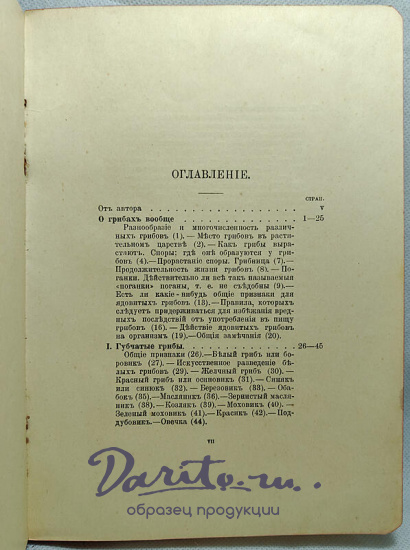 ОГЛАВЛЕНІЕ.
СТРАН.
Отъ автора . . . . . . . . . . . . . . . . . . . v
О грибахъ вообще . . . . . . . . . . . . . . 1—25
Разнообразіе и многочисленность различ-
ныхъ грибовъ (1).— Мѣсто грибовъ въ расти-
тельномъ царствѣ (2).— Какъ грибы выра-
стаютъ. Споры: гдѣ онѣ образуются у гри-
бовъ (4).— Проростаніе споры. Грибница (7).—
Продолжительность жизни грибовъ (8).— По-
ганки. Дѣйствительно ли всѣ такъ называемыя
«поганки» поганы, т. е. не съѣдобны (9).—
Есть ли какіе-нибудь общіе признаки для
ядовитыхъ грибовъ (13).— Правила, которыхъ
слѣдуетъ придерживаться для избѣжанія вред-
ныхъ послѣдствій отъ употребленія въ пищу
грибовъ (16).— Дѣйствіе ядовитыхъ грибовъ
на организмъ (19).—Общія замѣчанія (20).
I. Губчатые грибы. . . . . . . . . . . . . . 26—45
Общіе признаки (26).—Бѣлый грибъ или бо-
ровикъ (27).— Искусственное разведеніе бѣ-
лыхъ грибовъ (29).— Желчный грибъ (30).—
Красный грибъ или осиновикъ (31).— Синякъ
или синюкъ (32).— Березовикъ (33).— Оба-
бокъ (35).—Маслянникъ (36).—Зернистый масля-
никъ (38).—Козлякъ (39).— Моховикъ (40).—
Зеленый моховикъ (41).— Красикъ (42).— Под-
дубовикъ.— Овечка (44).
VII
Darito.ru.
образец продукции